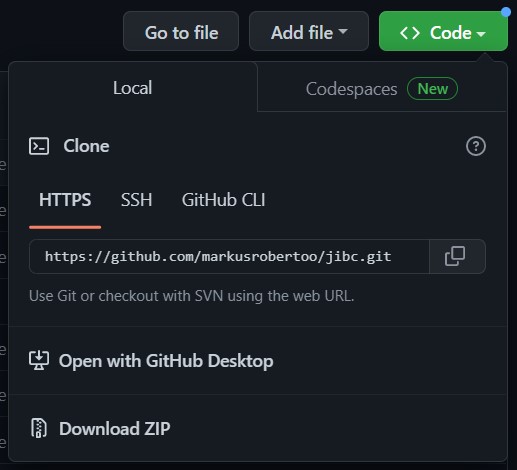 Go to file Add file Code
Local Codespaces New
Clone
HTTPS SSH GitHub CLI
https://github.com/markusrobertoo/jibc.git
Use Git or checkout with SVN using the web URL.
Open with GitHub Desktop
Download ZIP